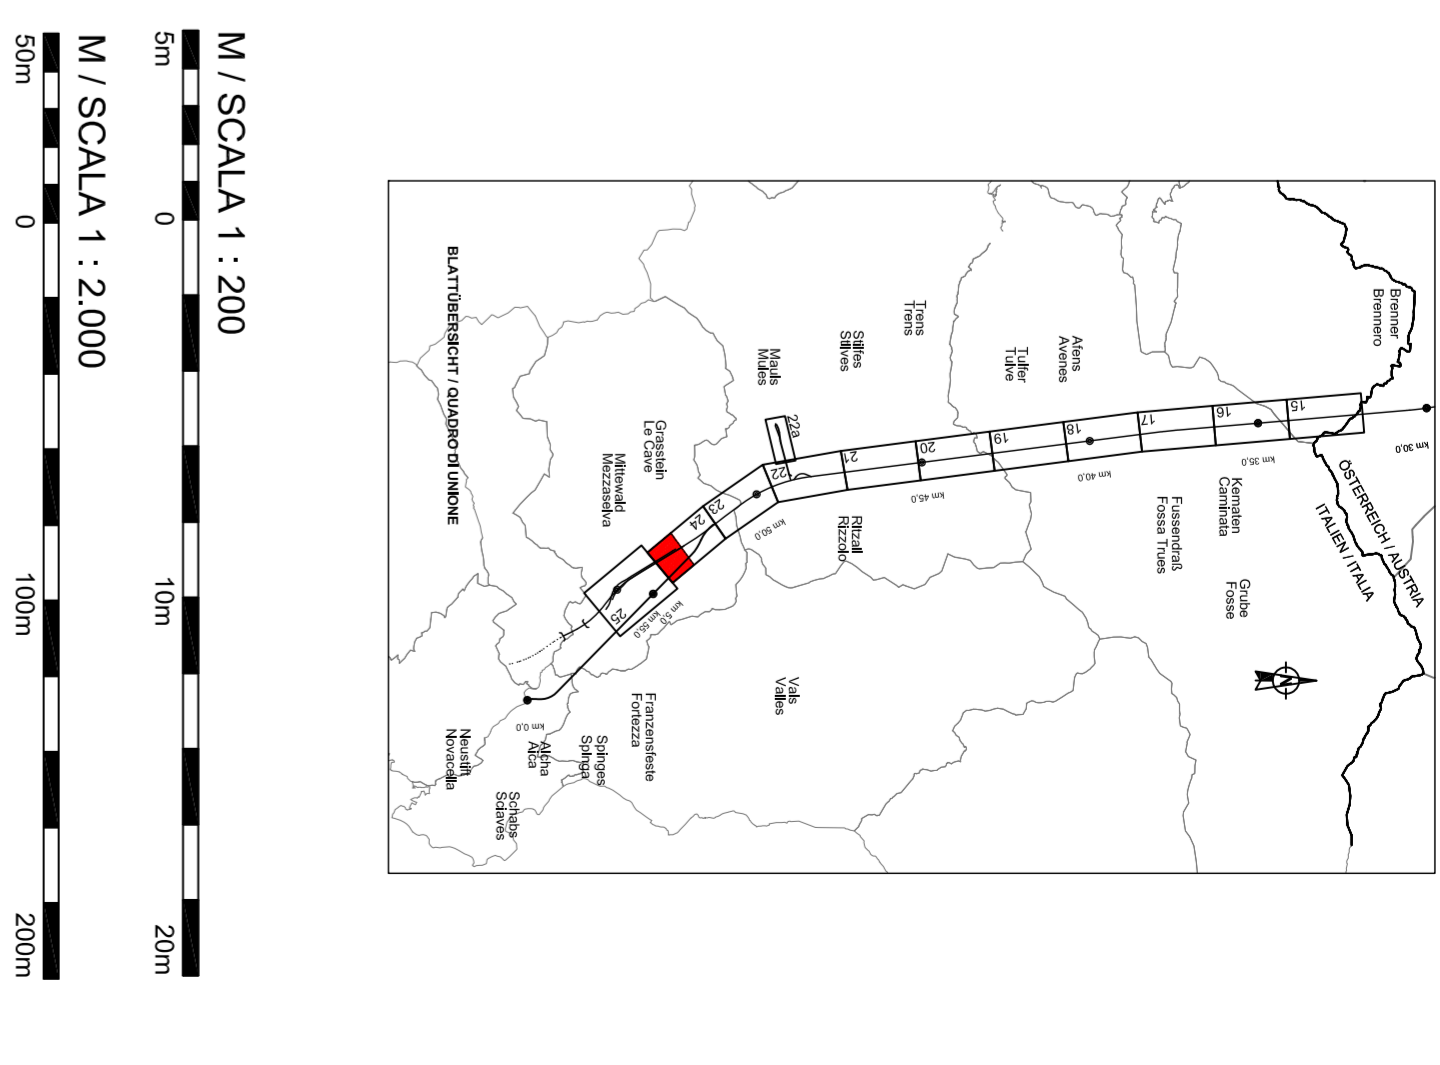 M / SCALA 1 : 200
5m
0
10m
20m
M / SCALA 1 : 2.000
50m
0
100m
200m
Brenner
Brennero
km 30,0
ÖSTERREICH / AUSTRIA
ITALIEN / ITALIA
15
16
km 35,0
Kematen
Caminata
Grube
Fosse
Fussendraß
Fossa Trues
17
Afens
Avenes
18
km 40,0
Tulfer
Tulve
19
Trens
Trens
20
km 45,0
Stilfes
Stilves
21
Ritzall
Rizzolo
Mauls
Mules
22a
22
km 50,0
Vals
Valles
23
24
Grasstein
Le Cave
Mittewald
Mezzaselva
25
km 5,0
km 55,0
Franzensfeste
Fortezza
Spinges
Spinga
km 0,0
Aicha
Aica
Schabs
Sciaves
Neustift
Novacella
BLATTÜBERSICHT / QUADRO DI UNIONE
N